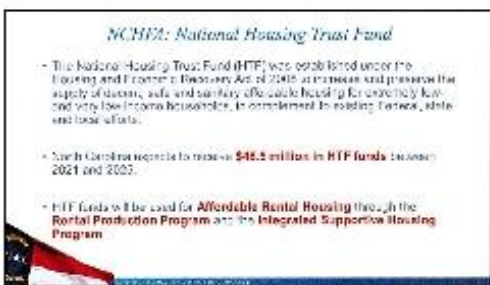 NCHFA: National Housing Trust Fund
- The National Housing Trust Fund (HTF) was established under the
Housing and Economic Recovery Act of 2008 to increase and preserve the
supply of decent, safe and sanitary affordable housing for extremely low-
and very low-income households, in complement to existing Federal, state
and local efforts.
- North Carolina expects to receive million in HTF funds between
2021 and
- HTF funds will be used for Affordable Rental Housing through the
Rental Production Program and the Integrated Supportive Housing
Program